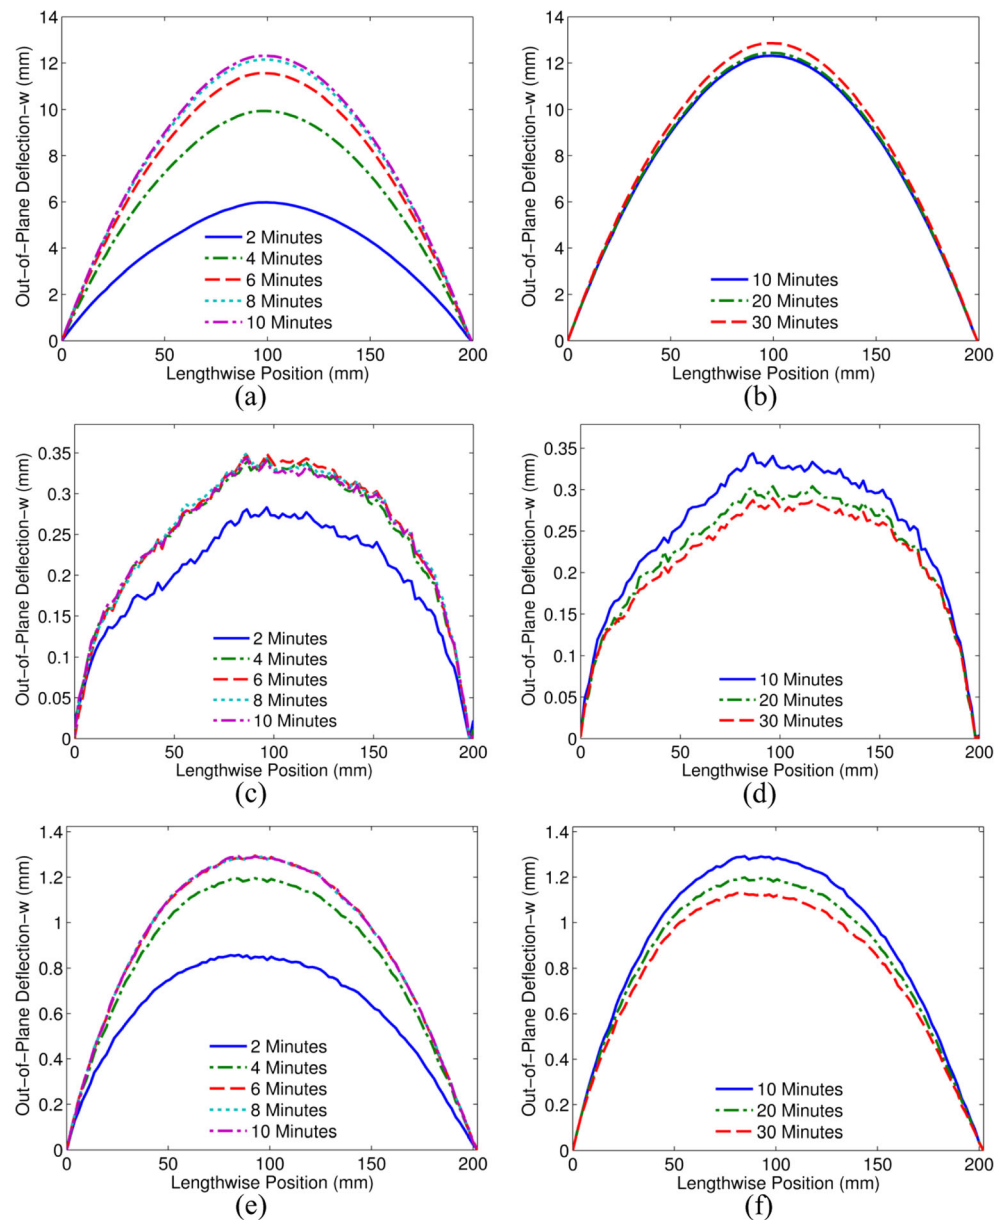 Out-of-Plane Deflection-w (mm)
14
12
10
8
6
4
2
0
2 Minutes
4 Minutes
6 Minutes
8 Minutes
10 Minutes
0 50 100 150 200
Lengthwise Position (mm)
(a)
Out-of-Plane Deflection-w (mm)
14
12
10
8
6
4
2
0
10 Minutes
20 Minutes
30 Minutes
0 50 100 150 200
Lengthwise Position (mm)
(b)
Out-of-Plane Deflection-w (mm)
0.35
0.3
0.25
0.2
0.15
0.1
0.05
0
2 Minutes
4 Minutes
6 Minutes
8 Minutes
10 Minutes
0 50 100 150 200
Lengthwise Position (mm)
(c)
Out-of-Plane Deflection-w (mm)
0.35
0.3
0.25
0.2
0.15
0.1
0.05
0
10 Minutes
20 Minutes
30 Minutes
0 50 100 150 200
Lengthwise Position (mm)
(d)
Out-of-Plane Deflection-w (mm)
1.4
1.2
1
0.8
0.6
0.4
0.2
0
2 Minutes
4 Minutes
6 Minutes
8 Minutes
10 Minutes
0 50 100 150 200
Lengthwise Position (mm)
(e)
Out-of-Plane Deflection-w (mm)
1.4
1.2
1
0.8
0.6
0.4
0.2
0
10 Minutes
20 Minutes
30 Minutes
0 50 100 150 200
Lengthwise Position (mm)
(f)